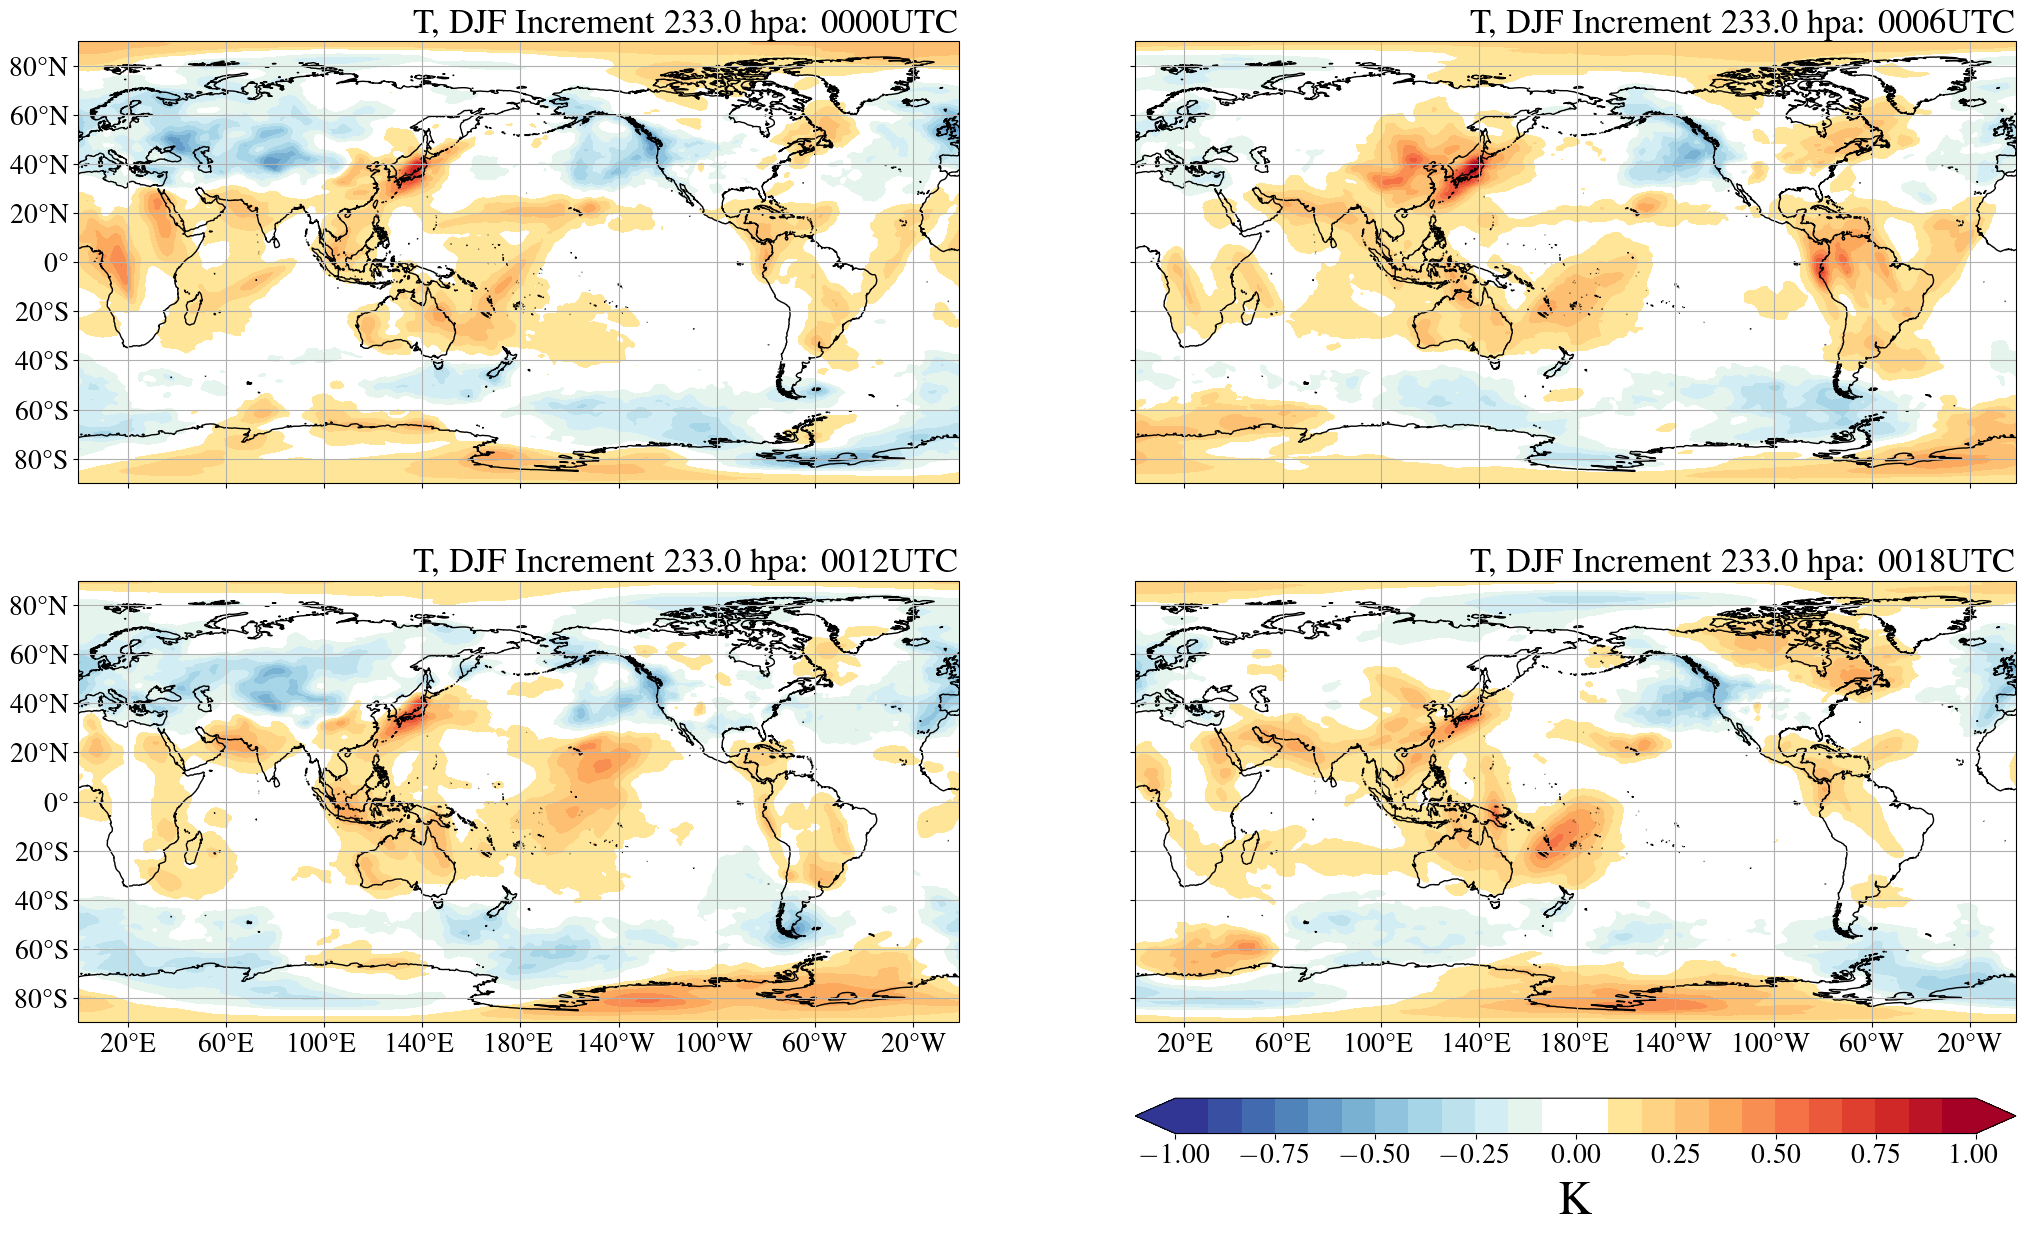 T, DJF Increment 233.0 hpa: 0000UTC
80°N
60°N
40°N
20°N
0°
20°S
40°S
60°S
80°S
T, DJF Increment 233.0 hpa: 0006UTC
T, DJF Increment 233.0 hpa: 0012UTC
80°N
60°N
40°N
20°N
0°
20°S
40°S
60°S
80°S
20°E 60°E 100°E 140°E 180°E 140°W 100°W 60°W 20°W
T, DJF Increment 233.0 hpa: 0018UTC
20°E 60°E 100°E 140°E 180°E 140°W 100°W 60°W 20°W
−1.00 −0.75 −0.50 −0.25 0.00 0.25 0.50 0.75 1.00
K